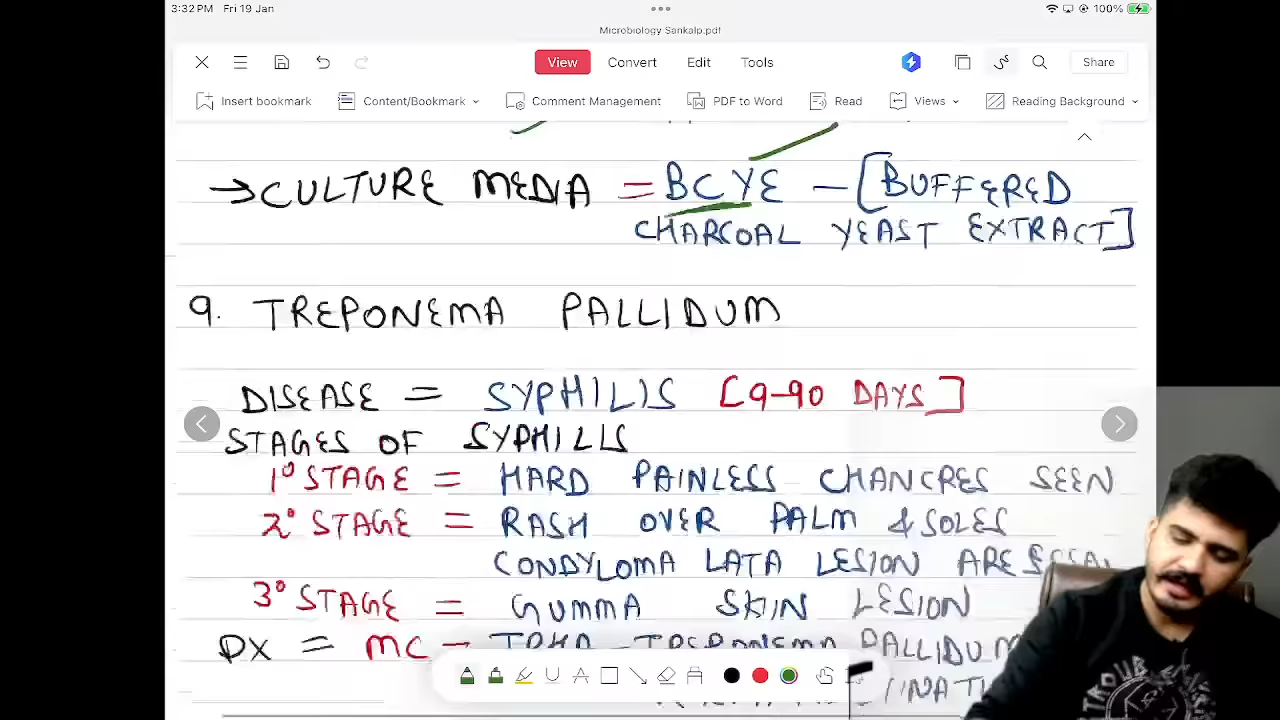 3:32 PM Fri 19 Jan
100%
Microbiology Sankalp.pdf
View Convert Edit Tools Share
Insert bookmark Content/Bookmark Comment Management PDF to Word Read Views Reading Background
→ CULTURE MEDIA = BCYE - [BUFFERED
CHARCOAL YEAST EXTRACT]
9. TREPONEMA PALLIDUM
DISEASE = SYPHILIS [9-90 DAYS]
STAGES OF SYPHILIS
1° STAGE = HARD PAINLESS CHANCRES SEEN
2° STAGE = RASH OVER PALM & SOLES
CONDYLOMA LATA LESION ARE
3° STAGE = GUMMA SKIN LESION
DX = MC - TPHA - TREPONEMA PALLIDUM